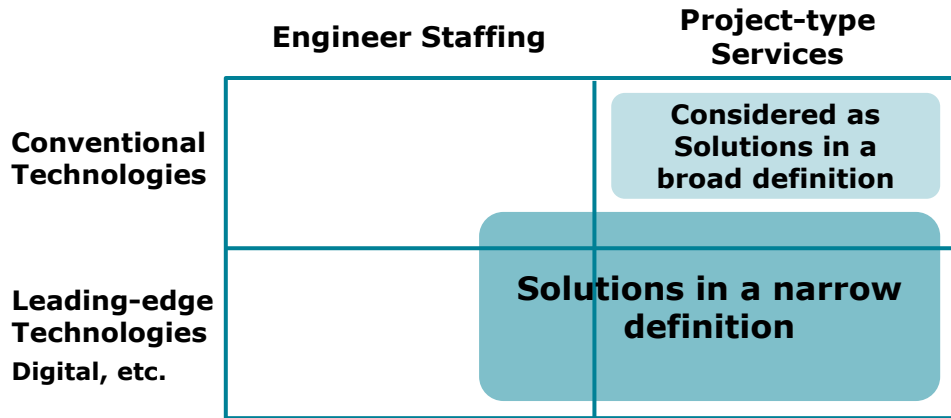 Engineer Staffing
Project-type
Services
Conventional
Technologies
Considered as
Solutions in a
broad definition
Leading-edge
Technologies
Digital, etc.
Solutions in a narrow
definition